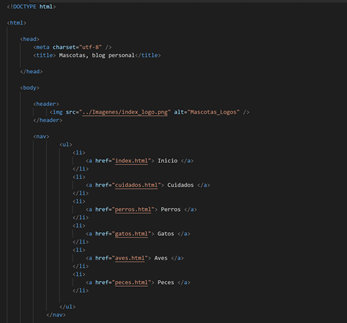 <!DOCTYPE html>
<html>
<head>
<meta charset="utf-8" />
<title> Mascotas, blog personal</title>
</head>
<body>
<header>
<img src="../Imagenes/index_logo.png" alt="Mascotas_Logos" />
</header>
<nav>
<ul>
<li>
<a href="index.html"> Inicio </a>
</li>
<li>
<a href="cuidados.html"> Cuidados </a>
</li>
<li>
<a href="perros.html"> Perros </a>
</li>
<li>
<a href="gatos.html"> Gatos </a>
</li>
<li>
<a href="aves.html"> Aves </a>
</li>
<li>
<a href="peces.html"> Peces </a>
</li>
</ul>
</nav>